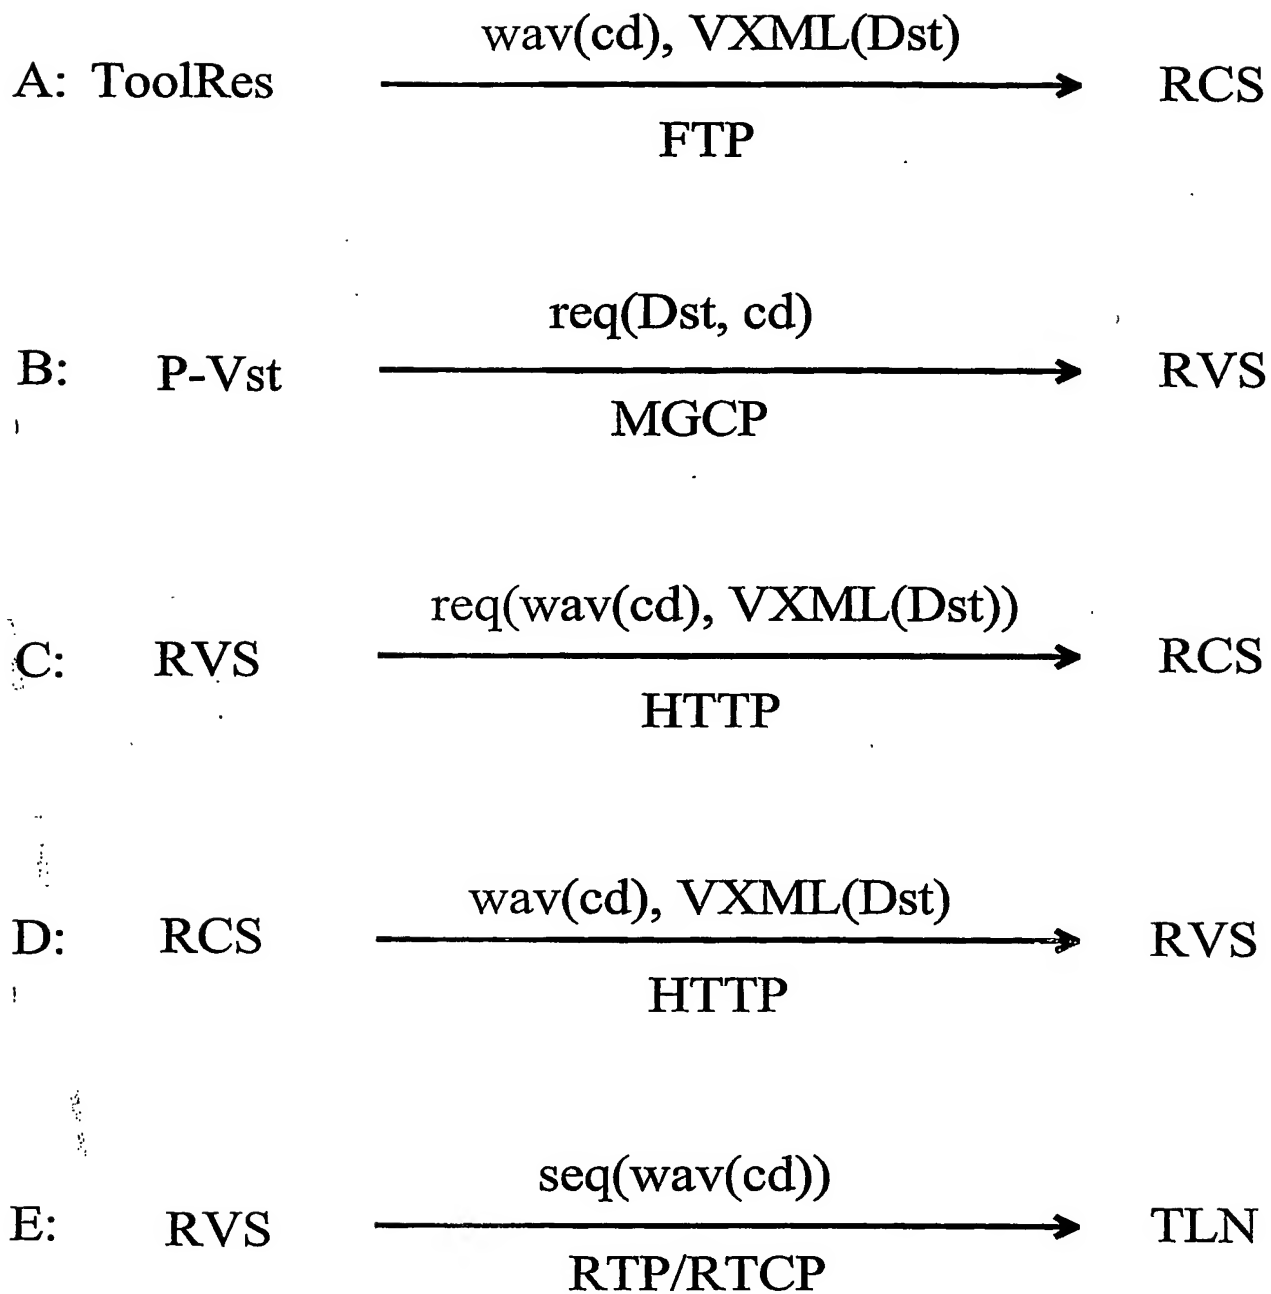 wav(cd), VXML(Dst)
A: ToolRes RCS
FTP
req(Dst, cd)
B: P-Vst RVS
MGCP
req(wav(cd), VXML(Dst))
C: RVS RCS
HTTP
wav(cd), VXML(Dst)
D: RCS RVS
HTTP
seq(wav(cd))
E: RVS TLN
RTP/RTCP